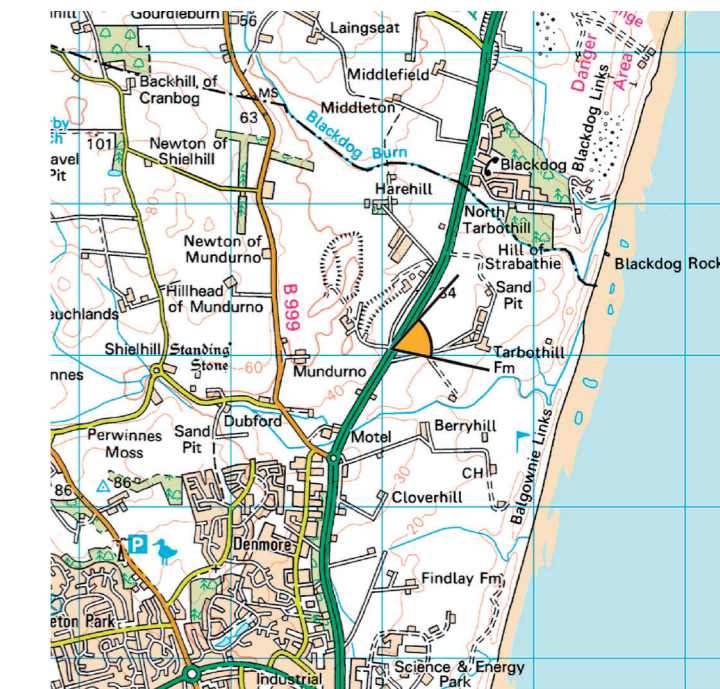 Gourdieburn
56
Laingseat
Middlefield
Danger
Area
Backhill of
Cranbog
MS
Middleton
63
Blackdog Burn
Blackdog Links
101
Newton of
Shielhill
Pit
Blackdog
Harehill
North
Tarbothill
Newton of
Mundurno
Hill of
Strabathie
Blackdog Rock
80
Hillhead
of Mundurno
B 999
34
Sand
Pit
Shielhill
Standing
Stone
60
Mundurno
Tarbothill
Fm
40
Dubford
Perwinnes
Moss
Sand
Pit
Motel
Berryhill
Balgownie Links
CH
30
86
86
Cloverhill
20
P
Denmore
Findlay Fm
Park
Industrial
Science & Energy
Park